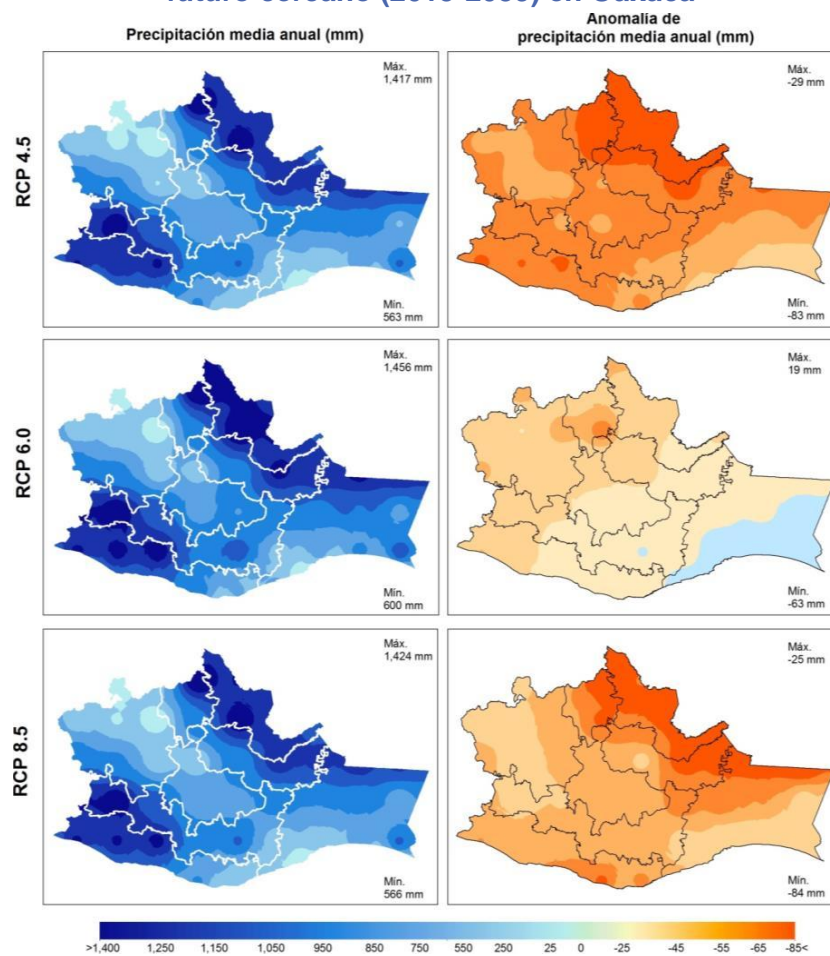 futuro cercano en Oaxaca
Precipitación media anual (mm)
Anomalía de
precipitación media anual (mm)
RCP 4.5
Máx.
1,417 mm
Mín.
563 mm
Máx.
-29 mm
Mín.
-83 mm
RCP 6.0
Máx.
1,456 mm
Mín.
600 mm
Máx.
19 mm
Mín.
-63 mm
RCP 8.5
Máx.
1,424 mm
Mín.
566 mm
Máx.
-25 mm
Mín.
-84 mm
>1,400 1,250 1,150 1,050 950 850 750 550 250 25 0 -25 -45 -55 -65 -85<